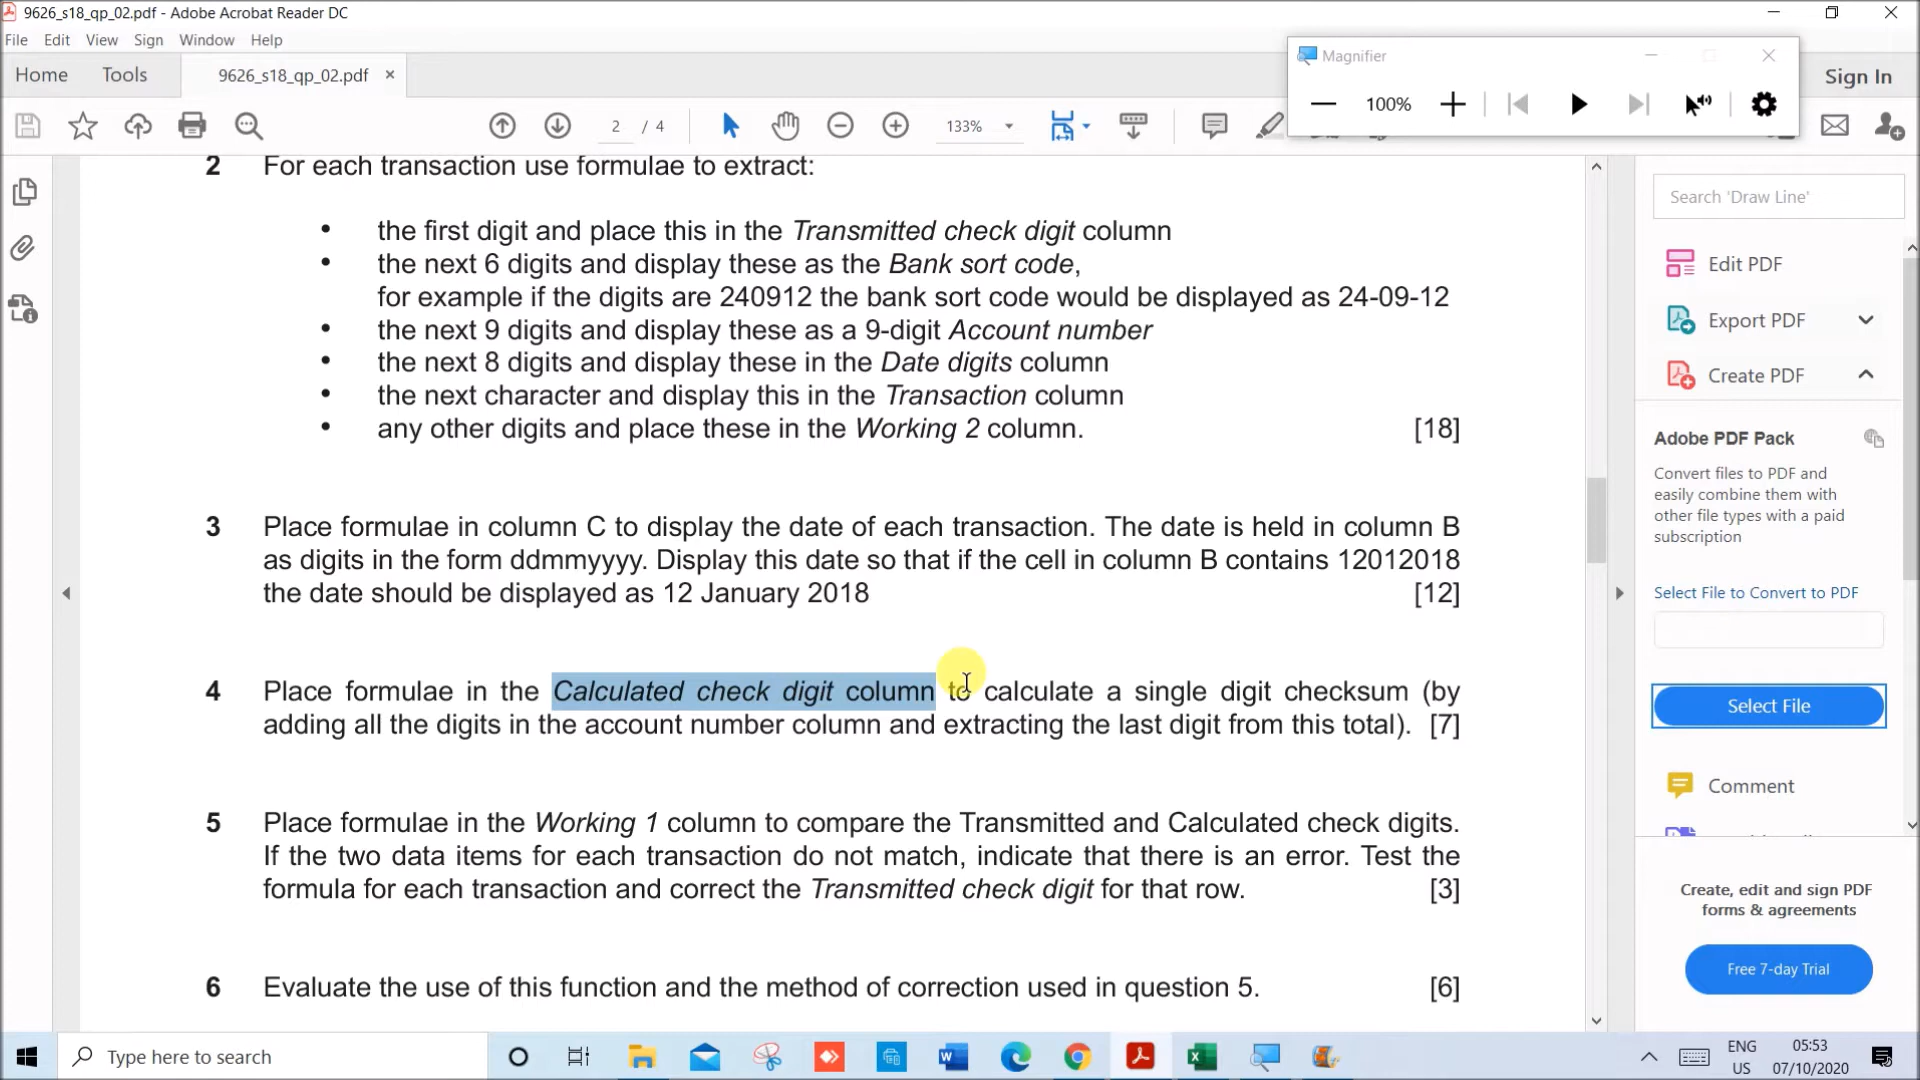 9626_s18_qp_02.pdf - Adobe Acrobat Reader DC
File Edit View Sign Window Help
Magnifier
Home Tools 9626_s18_qp_02.pdf × Sign In
100%
2 / 4 133%
2 For each transaction use formulae to extract:
• the first digit and place this in the Transmitted check digit column
• the next 6 digits and display these as the Bank sort code,
for example if the digits are 240912 the bank sort code would be displayed as 24-09-12
• the next 9 digits and display these as a 9-digit Account number
• the next 8 digits and display these in the Date digits column
• the next character and display this in the Transaction column
• any other digits and place these in the Working 2 column. [18]
3 Place formulae in column C to display the date of each transaction. The date is held in column B
as digits in the form ddmmyyyy. Display this date so that if the cell in column B contains 12012018
the date should be displayed as 12 January 2018 [12]
4 Place formulae in the Calculated check digit column to calculate a single digit checksum (by
adding all the digits in the account number column and extracting the last digit from this total). [7]
5 Place formulae in the Working 1 column to compare the Transmitted and Calculated check digits.
If the two data items for each transaction do not match, indicate that there is an error. Test the
formula for each transaction and correct the Transmitted check digit for that row. [3]
6 Evaluate the use of this function and the method of correction used in question 5. [6]
Search 'Draw Line'
Edit PDF
Export PDF
Create PDF
Adobe PDF Pack
Convert files to PDF and
easily combine them with
other file types with a paid
subscription
Select File to Convert to PDF
Select File
Comment
Create, edit and sign PDF
forms & agreements
Free 7-day Trial
Type here to search
ENG
US
05:53
07/10/2020